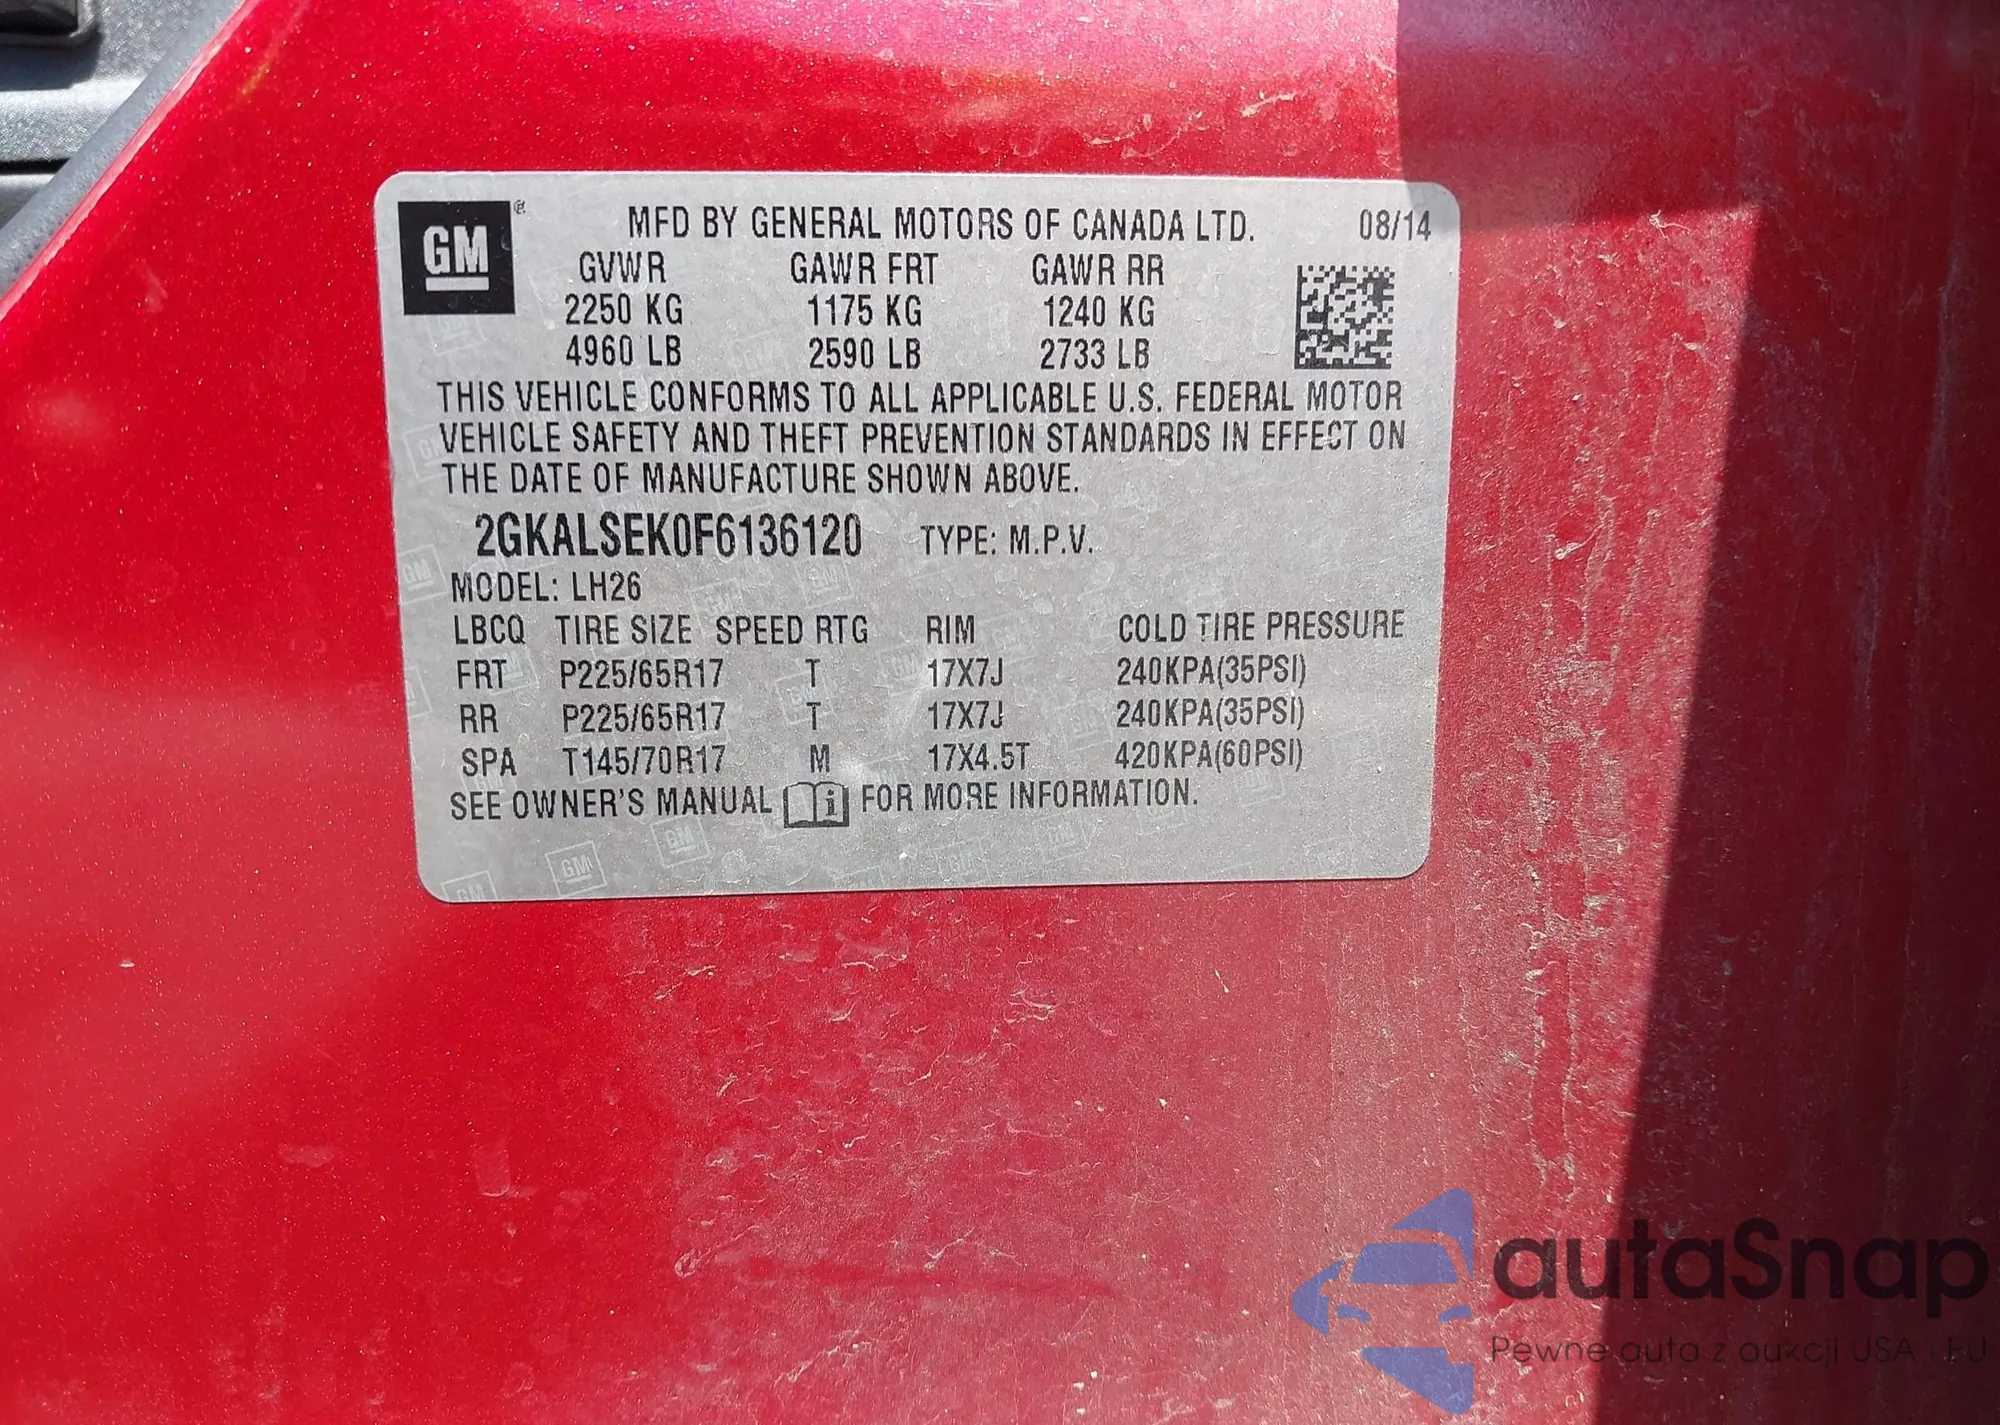 GM
MFD BY GENERAL MOTORS OF CANADA LTD. 08/14
GVWR GAWR FRT GAWR RR
2250 KG 1175 KG 1240 KG
4960 LB 2590 LB 2733 LB
THIS VEHICLE CONFORMS TO ALL APPLICABLE U.S. FEDERAL MOTOR
VEHICLE SAFETY AND THEFT PREVENTION STANDARDS IN EFFECT ON
THE DATE OF MANUFACTURE SHOWN ABOVE.
2GKALSEK0F6136120 TYPE: M.P.V.
MODEL: LH26
LBCQ TIRE SIZE SPEED RTG RIM COLD TIRE PRESSURE
FRT P225/65R17 T 17X7J 240KPA(35PSI)
RR P225/65R17 T 17X7J 240KPA(35PSI)
SPA T145/70R17 M 17X4.5T 420KPA(60PSI)
SEE OWNER'S MANUAL i FOR MORE INFORMATION.
autaSnap
Pewne auta z aukcji USA i EU